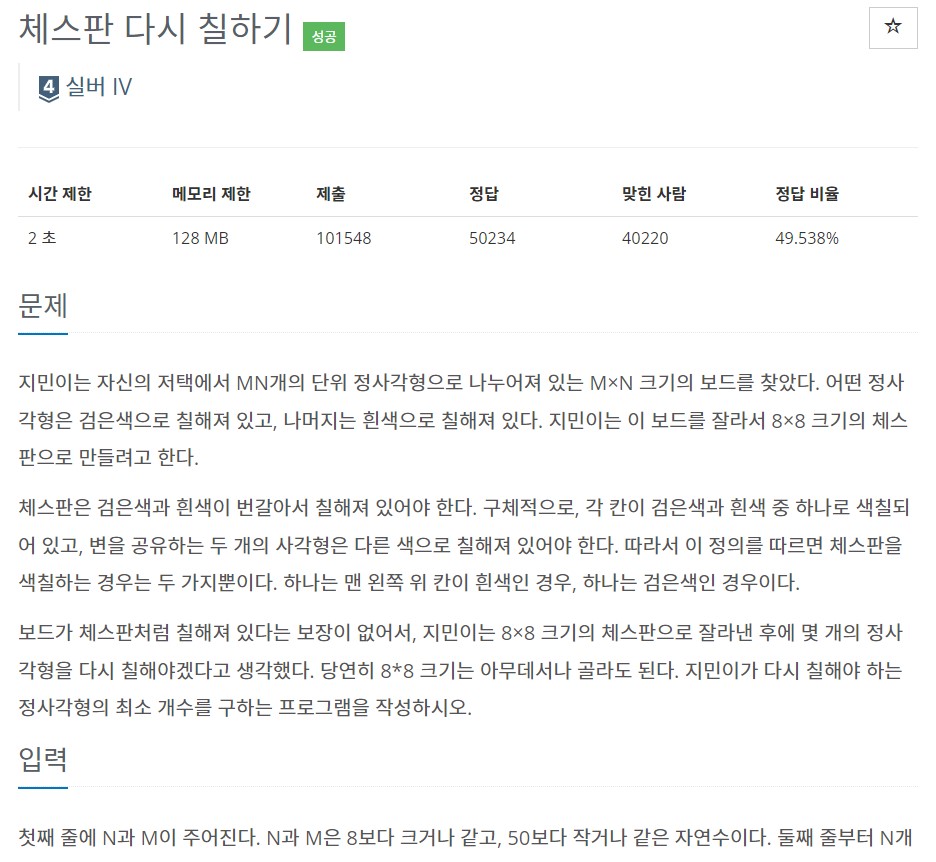 체스판 다시 칠하기 성공
☆
4 실버 IV
시간 제한 메모리 제한 제출 정답 맞힌 사람 정답 비율
2 초 128 MB 101548 50234 40220 49.538%
문제
지민이는 자신의 저택에서 MN개의 단위 정사각형으로 나누어져 있는 M×N 크기의 보드를 찾았다. 어떤 정사
각형은 검은색으로 칠해져 있고, 나머지는 흰색으로 칠해져 있다. 지민이는 이 보드를 잘라서 8×8 크기의 체스
판으로 만들려고 한다.
체스판은 검은색과 흰색이 번갈아서 칠해져 있어야 한다. 구체적으로, 각 칸이 검은색과 흰색 중 하나로 색칠되
어 있고, 변을 공유하는 두 개의 사각형은 다른 색으로 칠해져 있어야 한다. 따라서 이 정의를 따르면 체스판을
색칠하는 경우는 두 가지뿐이다. 하나는 맨 왼쪽 위 칸이 흰색인 경우, 하나는 검은색인 경우이다.
보드가 체스판처럼 칠해져 있다는 보장이 없어서, 지민이는 8×8 크기의 체스판으로 잘라낸 후에 몇 개의 정사
각형을 다시 칠해야겠다고 생각했다. 당연히 8*8 크기는 아무데서나 골라도 된다. 지민이가 다시 칠해야 하는
정사각형의 최소 개수를 구하는 프로그램을 작성하시오.
입력
첫째 줄에 N과 M이 주어진다. N과 M은 8보다 크거나 같고, 50보다 작거나 같은 자연수이다. 둘째 줄부터 N개